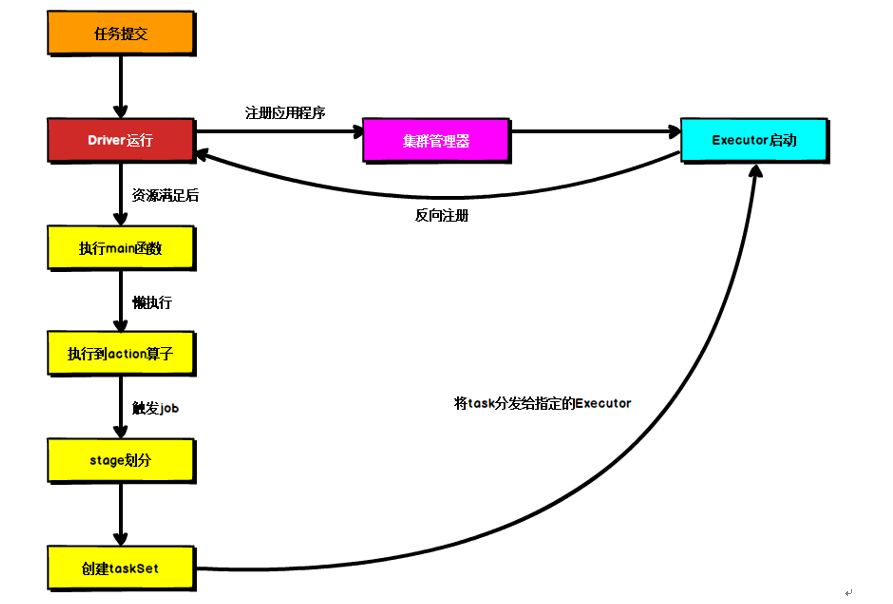 任务提交
注册应用程序
Driver运行
集群管理器
Executor启动
资源满足后
反向注册
执行main函数
懒执行
执行到action算子
触发job
将task分发给指定的Executor
stage划分
创建taskSet